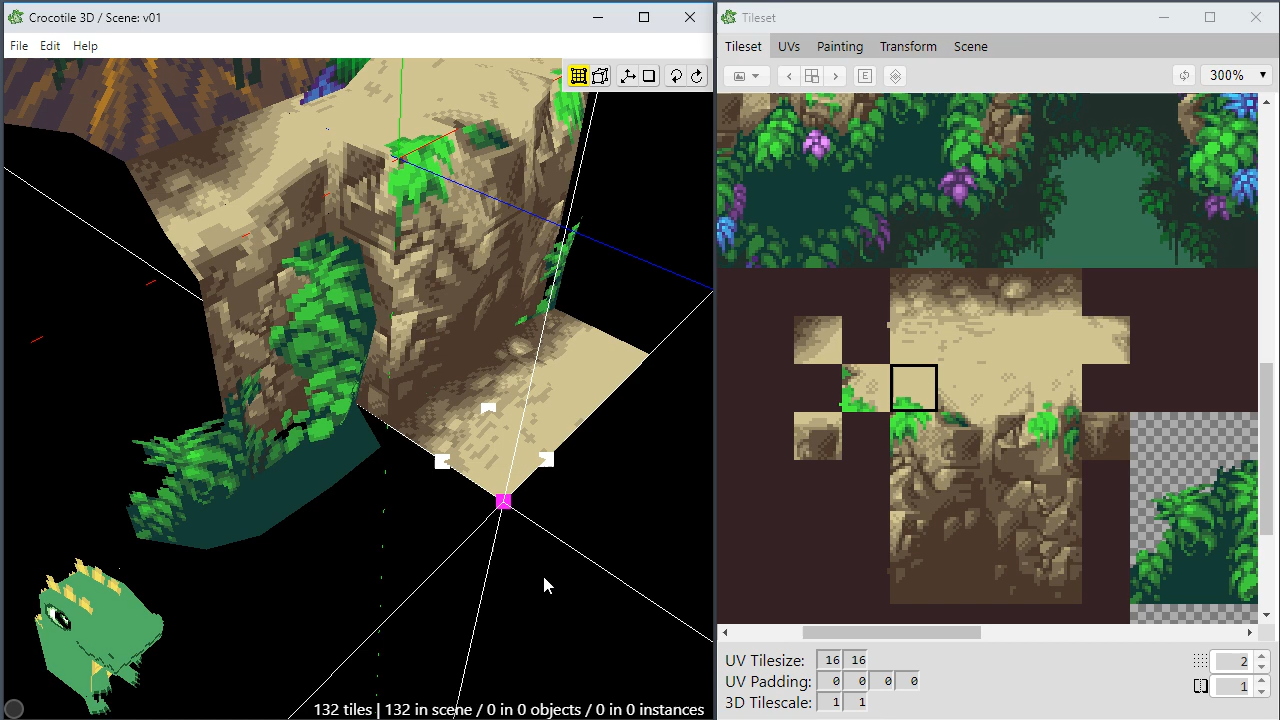 Crocotile 3D / Scene: v01
File Edit Help
132 tiles | 132 in scene / 0 in 0 objects / 0 in 0 instances
Tileset
Tileset UVs Painting Transform Scene
E 300%
UV Tilesize: 16 16
UV Padding: 0 0 0 0
3D Tilescale: 1 1
2
1